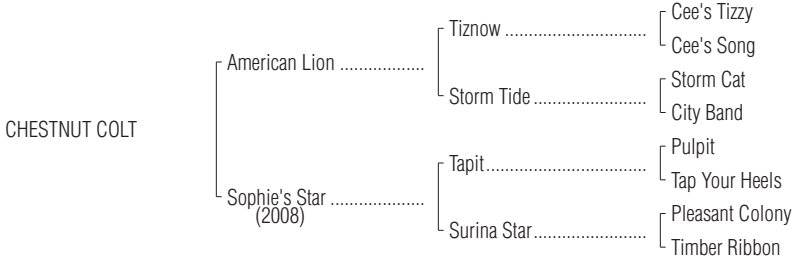 Cee's Tizzy
Tiznow ..............................
Cee's Song
American Lion ..................
Storm Cat
Storm Tide ........................
City Band
CHESTNUT COLT
Pulpit
Tapit..................................
Tap Your Heels
Sophie's Star ....................
(2008)
Pleasant Colony
Surina Star........................
Timber Ribbon